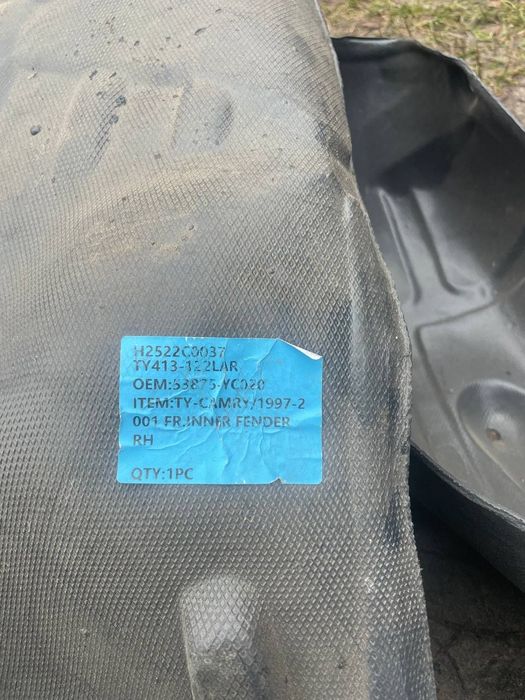 H2522C0037
TY413-122LAR
OEM:53875-YC020
ITEM:TY-CAMRY/1997-2
001 FR.INNER FENDER
RH
QTY:1PC